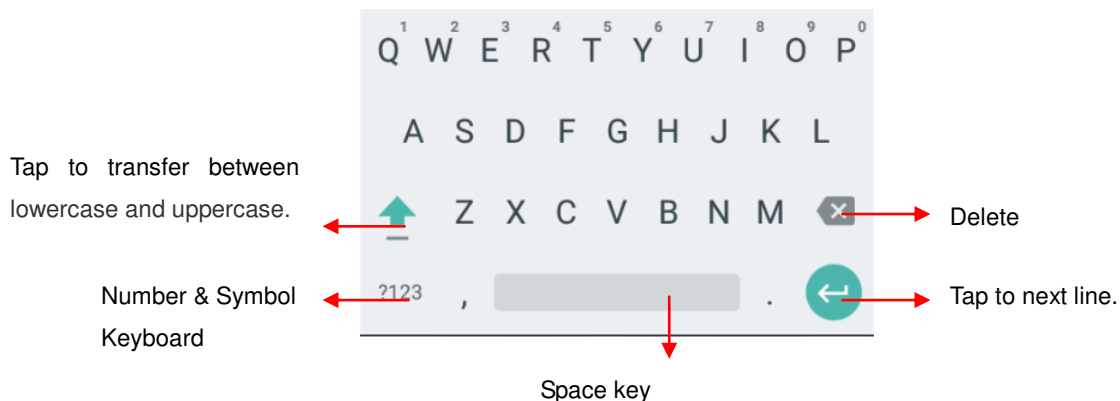 1 2 3 4 5 6 7 8 9 0
Q W E R T Y U I O P
A S D F G H J K L
Tap to transfer between
lowercase and uppercase.
Z X C V B N M
Delete
Number & Symbol
Keyboard
?123 , .
Tap to next line.
Space key